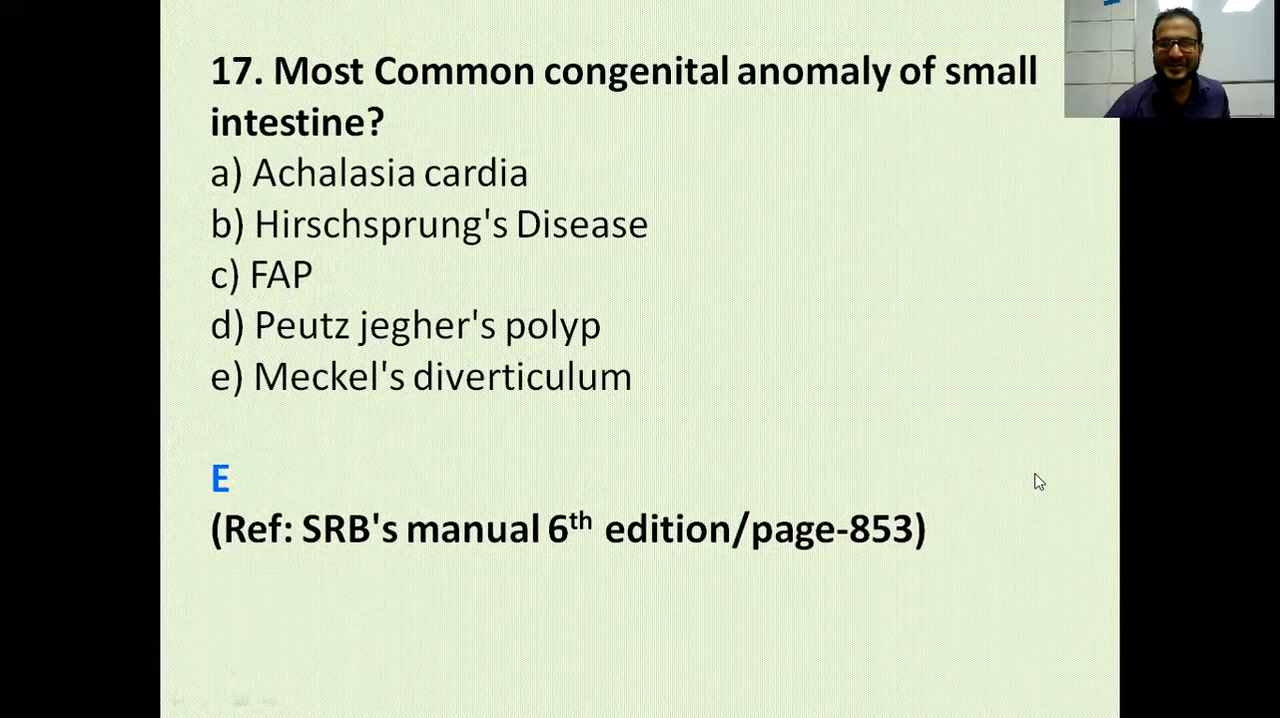 17. Most Common congenital anomaly of small
intestine?
a) Achalasia cardia
b) Hirschsprung's Disease
c) FAP
d) Peutz jegher's polyp
e) Meckel's diverticulum
E
(Ref: SRB's manual 6th edition/page-853)